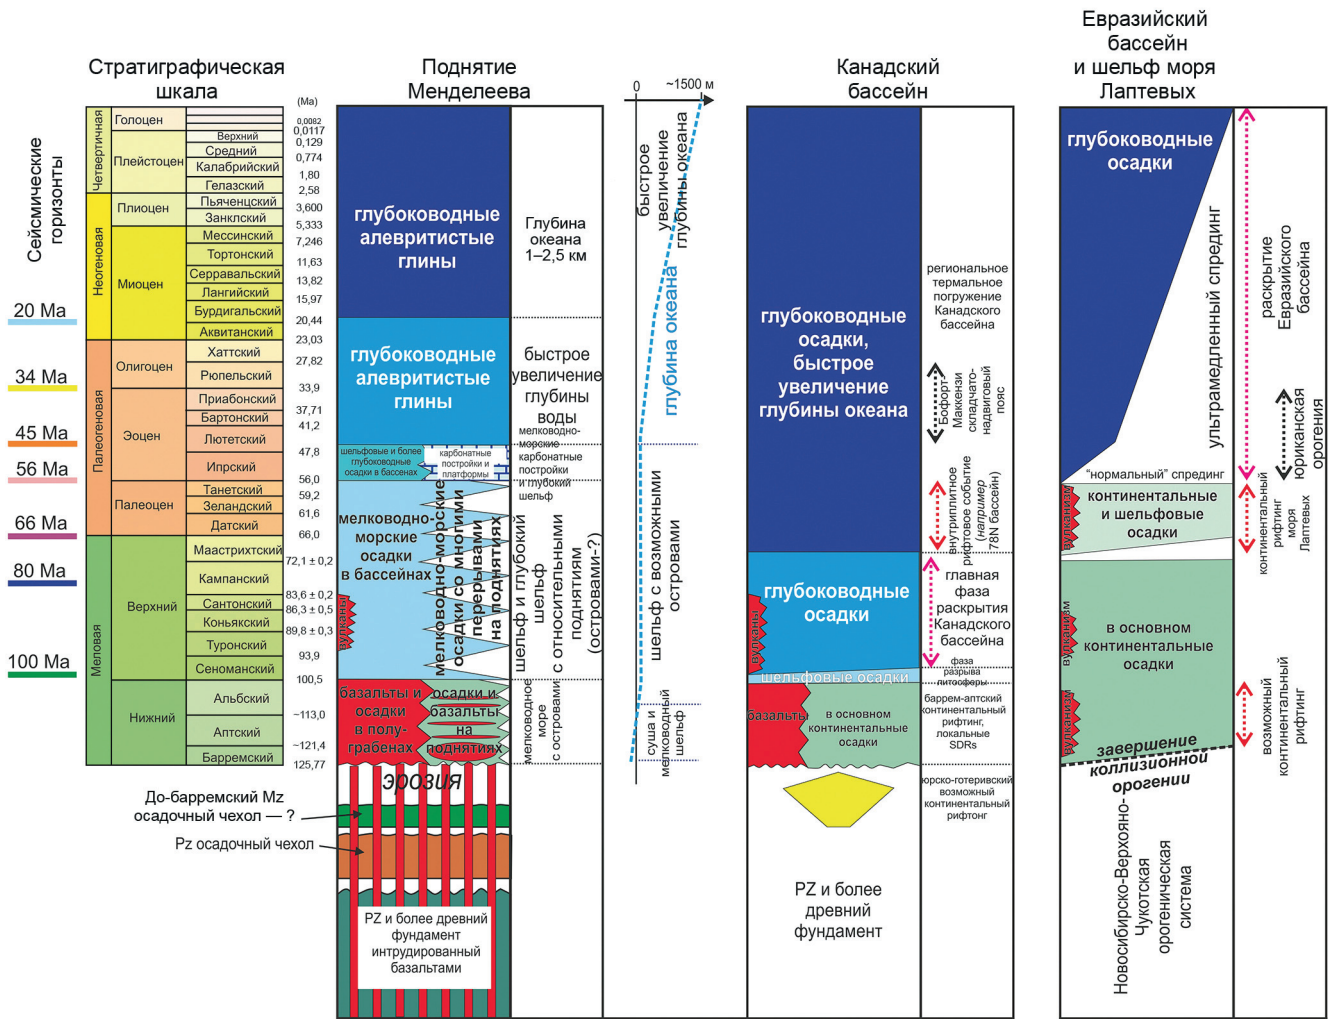 Стратиграфическая
шкала
(Ma)
Сейсмические
горизонты
20 Ma
34 Ma
45 Ma
56 Ma
66 Ma
80 Ma
100 Ma
Четвертичная
Неогеновая
Палеогеновая
Меловая
Голоцен
Плейстоцен
Плиоцен
Миоцен
Олигоцен
Эоцен
Палеоцен
Верхний
Нижний
Верхний
Средний
Калабрийский
Гелазский
Пьяченцский
Занклский
Мессинский
Тортонский
Серравальский
Лангийский
Бурдигальский
Аквитанский
Хаттский
Рюпельский
Приабонский
Бартонский
Лютетский
Ипрский
Танетский
Зеландский
Датский
Маастрихтский
Кампанский
Сантонский
Коньякский
Туронский
Сеноманский
Альбский
Аптский
Барремский
0,0082
0,0117
0,129
0,774
1,80
2,58
3,600
5,333
7,246
11,63
13,82
15,97
20,44
23,03
27,82
33,9
37,71
41,2
47,8
56,0
59,2
61,6
66,0
72,1 ± 0,2
83,6 ± 0,2
86,3 ± 0,5
89,8 ± 0,3
93,9
100,5
~113,0
~121,4
125,77
До-барремский Mz
осадочный чехол — ?
Pz осадочный чехол
Поднятие
Менделеева
глубоководные
алевритистые
глины
глубоководные
алевритистые
глины
шельфовые и более
глубоководные
осадки в бассенах
карбонатные
постройки и
платформы
мелководно-
морские
осадки
в бассейнах
мелководно-морские
осадки со многими
перерывами
на поднятиях
вулканы
базальты и
осадки
в полу-
грабенах
осадки и
базальты
на
поднятиях
эрозия
PZ и более древний
фундамент
интрудированный
базальтами
Глубина
океана
1–2,5 км
быстрое
увеличение
глубины
воды
мелководно-
морские
карбонатные
постройки
и глубокий
шельф
шельф и глубокий
шельф
с относительными
поднятиям
(островами-?)
мелководное
море
с островами
0
~1500 м
быстрое
увеличение
глубины океана
глубина океана
шельф с возможными
островами
суша и
мелководный
шельф
Канадский
бассейн
глубоководные
осадки,
быстрое
увеличение
глубины океана
глубоководные
осадки
вулканы
шельфовые осадки
базальты
в основном
континентальные
осадки
PZ и более
древний
фундамент
региональное
термальное
погружение
Канадского
бассейна
Бофорт-
Маккензи
складчато-
надвиговый
пояс
внутриплитное
рифтовое событие
(например
78N бассейн)
главная
фаза
раскрытия
Канадского
бассейна
фаза
разрыва
литосферы
баррем-аптский
континентальный
рифтинг,
локальные
SDRs
юрско-готеривский
возможный
континентальный
рифтонг
Евразийский
бассейн
и шельф моря
Лаптевых
глубоководные
осадки
ультрамедленный спрединг
“нормальный” спрединг
вулканизм
континентальные
и шельфовые
осадки
вулканизм
в основном
континентальные
осадки
вулканизм
завершение
коллизионной
орогении
Новосибирско-Верхояно-
Чукотская
орогеническая
система
раскрытие
Евразийского
бассейна
юриканская
орогения
континентальный
рифтинг
моря
Лаптевых
возможный
континентальный
рифтинг